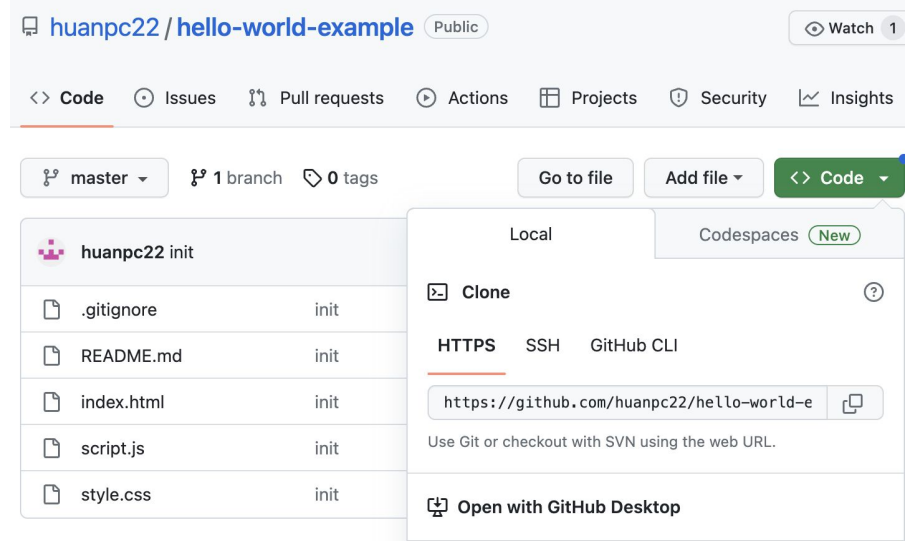 huanpc22 / hello-world-example Public Watch 1
Code Issues Pull requests Actions Projects Security Insights
master 1 branch 0 tags Go to file Add file Code
huanpc22 init
.gitignore init
README.md init
index.html init
script.js init
style.css init
Local Codespaces New
Clone
HTTPS SSH GitHub CLI
https://github.com/huanpc22/hello-world-e
Use Git or checkout with SVN using the web URL.
Open with GitHub Desktop